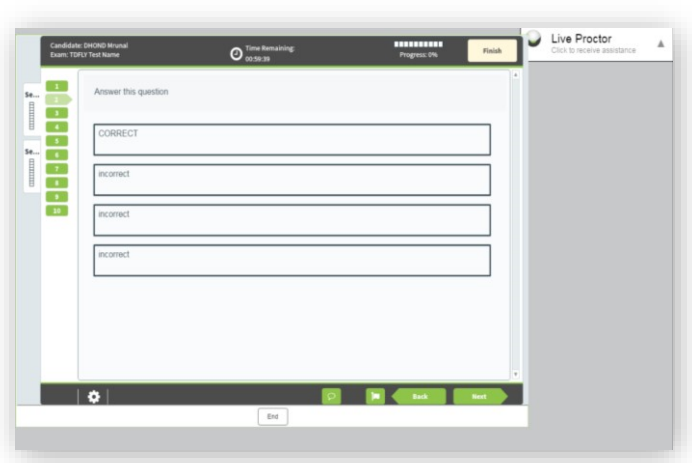 Candidate: DHOND Mrunal
Exam: TDFLY Test Name
Time Remaining:
00:59:39
Progress: 0%
Finish
Live Proctor
Click to receive assistance
Se...
Se...
1
2
3
4
5
6
7
8
9
10
Answer this question
CORRECT
incorrect
incorrect
incorrect
Back
Next
End